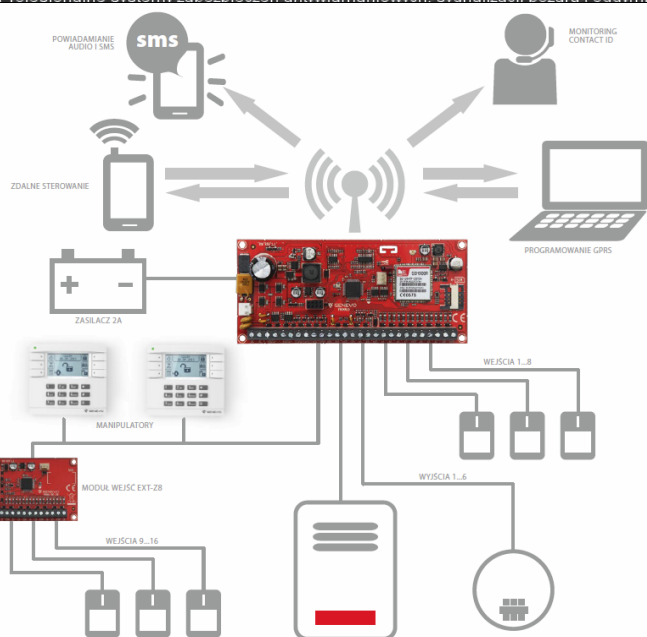 sms
POWIADAMIANIE
AUDIO I SMS
MONITORING
CONTACT ID
ZDALNE STEROWANIE
PROGRAMOWANIE GPRS
ZASILACZ 2A
GENEVO
WEJŚCIA 1...8
MANIPULATORY
MODUŁ WEJŚĆ EXT-Z8
WYJŚCIA 1...6
WEJŚCIA 9...16